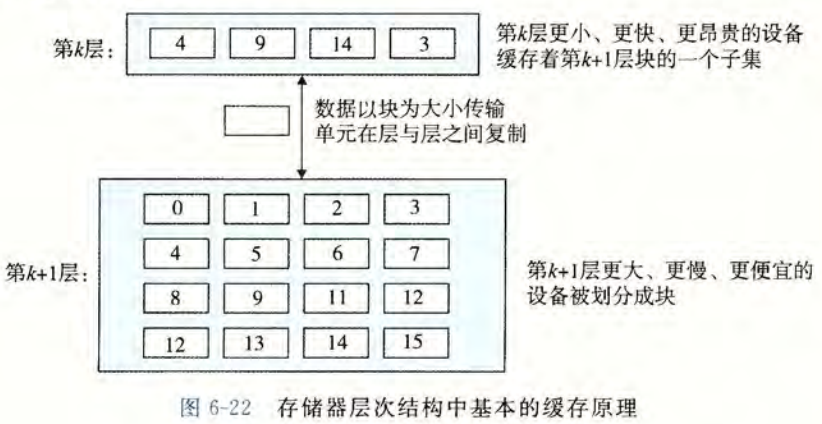 第k层：
4 9 14 3
第k层更小、更快、更昂贵的设备
缓存着第k+1层块的一个子集
数据以块为大小传输
单元在层与层之间复制
0 1 2 3
4 5 6 7
第k+1层：
8 9 11 12
12 13 14 15
第k+1层更大、更慢、更便宜的
设备被划分成块
图 6-22 存储器层次结构中基本的缓存原理